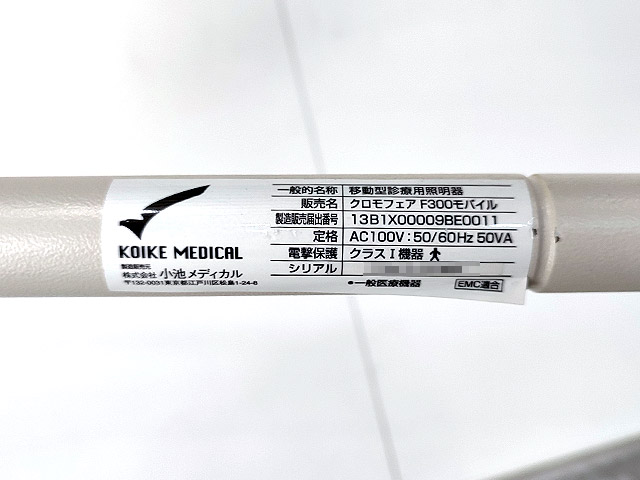 KOIKE MEDICAL
製造販売元
株式会社 小池メディカル
〒132-0031東京都江戸川区松島1-24-8
一般的名称 移動型診療用照明器
販売名 クロモフェア F300モバイル
製造販売届出番号 13B1X00009BE0011
定格 AC100V:50/60Hz 50VA
電撃保護 クラスⅠ機器
シリアル
●一般医療機器 EMC適合